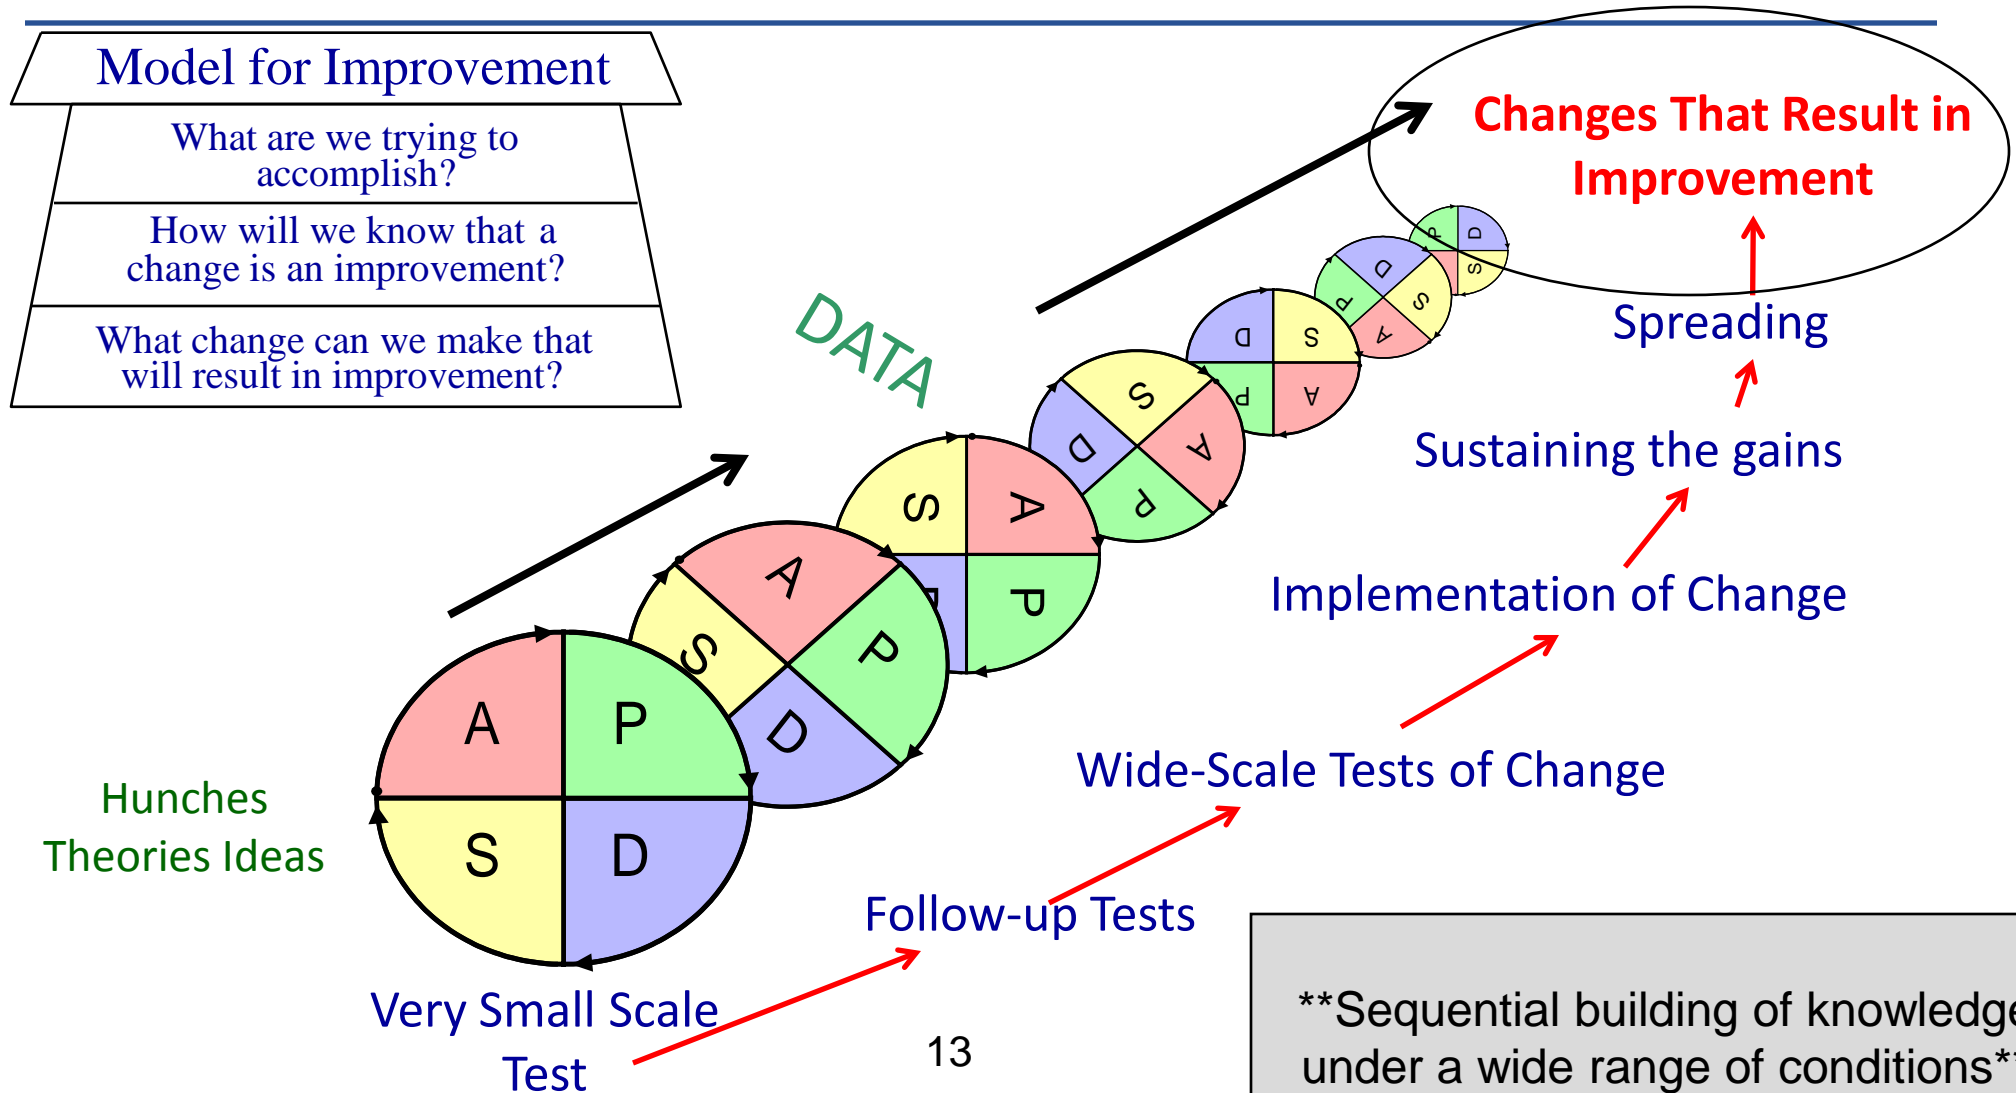 Model for Improvement
What are we trying to
accomplish?
How will we know that a
change is an improvement?
What change can we make that
will result in improvement?
Changes That Result in
Improvement
DATA
Spreading
Sustaining the gains
Implementation of Change
Wide-Scale Tests of Change
Follow-up Tests
Very Small Scale
Test
Hunches
Theories Ideas
A P
S D
A
S P
D
S A
P
S
D A
P
D S
P A
D
P S
A
P D
S
13
**Sequential building of knowledge
under a wide range of conditions**